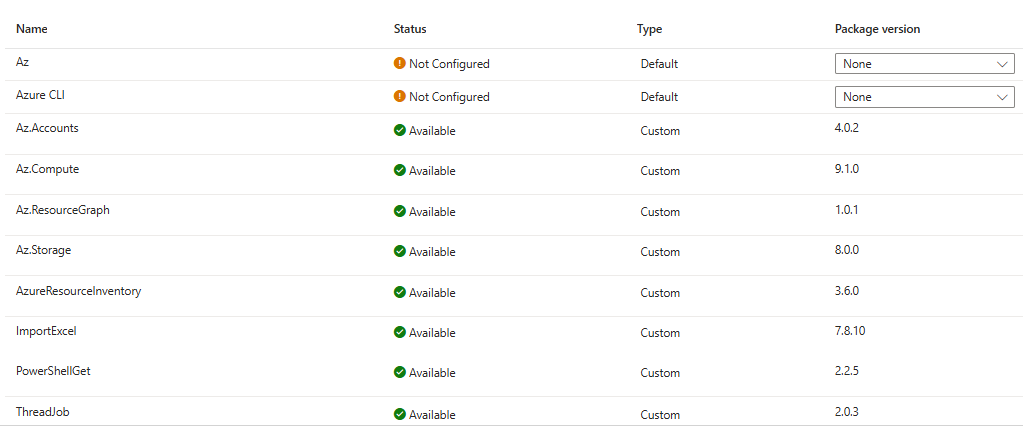 Name Status Type Package version
Az Not Configured Default None
Azure CLI Not Configured Default None
Az.Accounts Available Custom 4.0.2
Az.Compute Available Custom 9.1.0
Az.ResourceGraph Available Custom 1.0.1
Az.Storage Available Custom 8.0.0
AzureResourceInventory Available Custom 3.6.0
ImportExcel Available Custom 7.8.10
PowerShellGet Available Custom 2.2.5
ThreadJob Available Custom 2.0.3